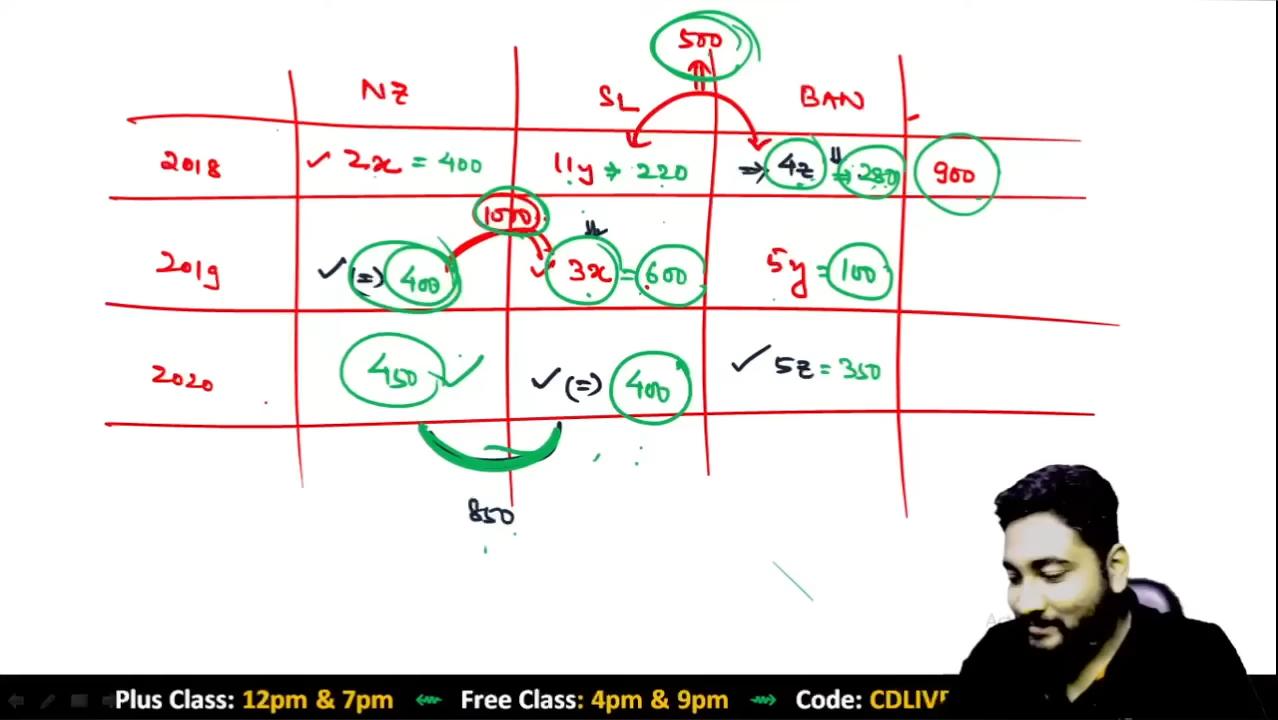 500
NZ SL BAN
2018 ✓ 2x = 400 11y ⇒ 220 ⇒ 4z ⇒ 280 900
1000
2019 ✓ (=) 400 ✓ 3x = 600 5y = 100
2020 450 ✓ ✓ (=) 400 ✓ 5z = 350
850
Plus Class: 12pm & 7pm Free Class: 4pm & 9pm Code: CDLIVE